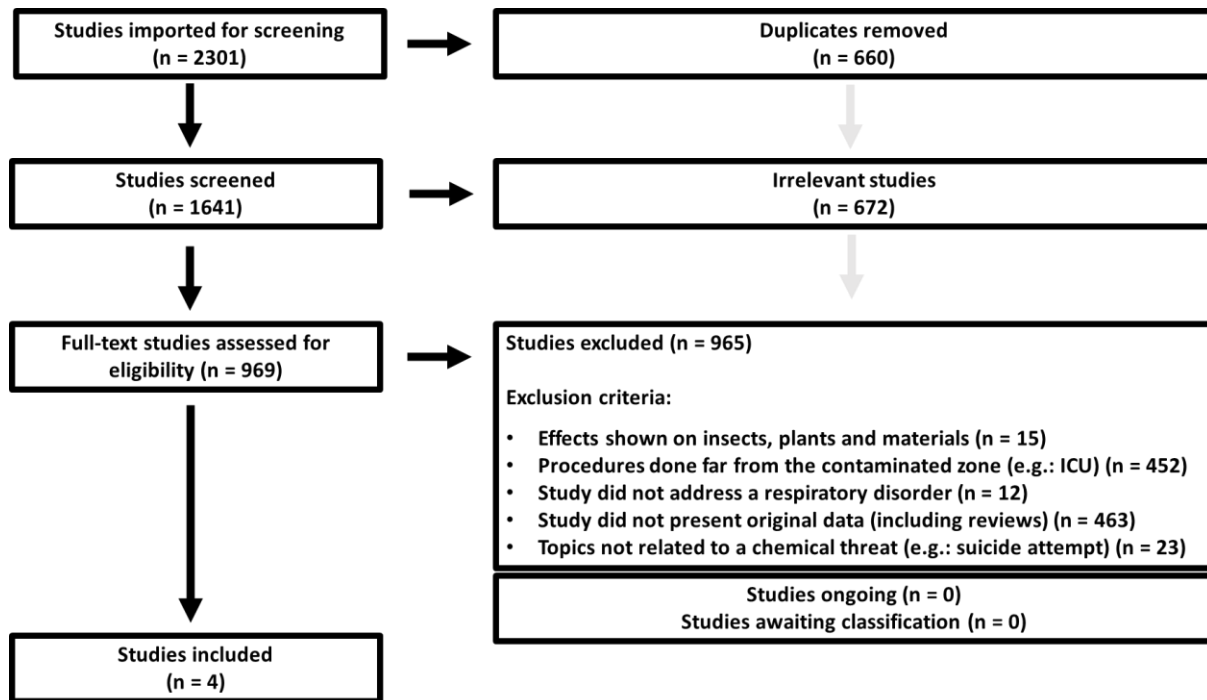 Studies imported for screening
(n = 2301)
Duplicates removed
(n = 660)
Studies screened
(n = 1641)
Irrelevant studies
(n = 672)
Full-text studies assessed for
eligibility (n = 969)
Studies excluded (n = 965)
Exclusion criteria:
• Effects shown on insects, plants and materials (n = 15)
• Procedures done far from the contaminated zone (e.g.: ICU) (n = 452)
• Study did not address a respiratory disorder (n = 12)
• Study did not present original data (including reviews) (n = 463)
• Topics not related to a chemical threat (e.g.: suicide attempt) (n = 23)
Studies ongoing (n = 0)
Studies awaiting classification (n = 0)
Studies included
(n = 4)